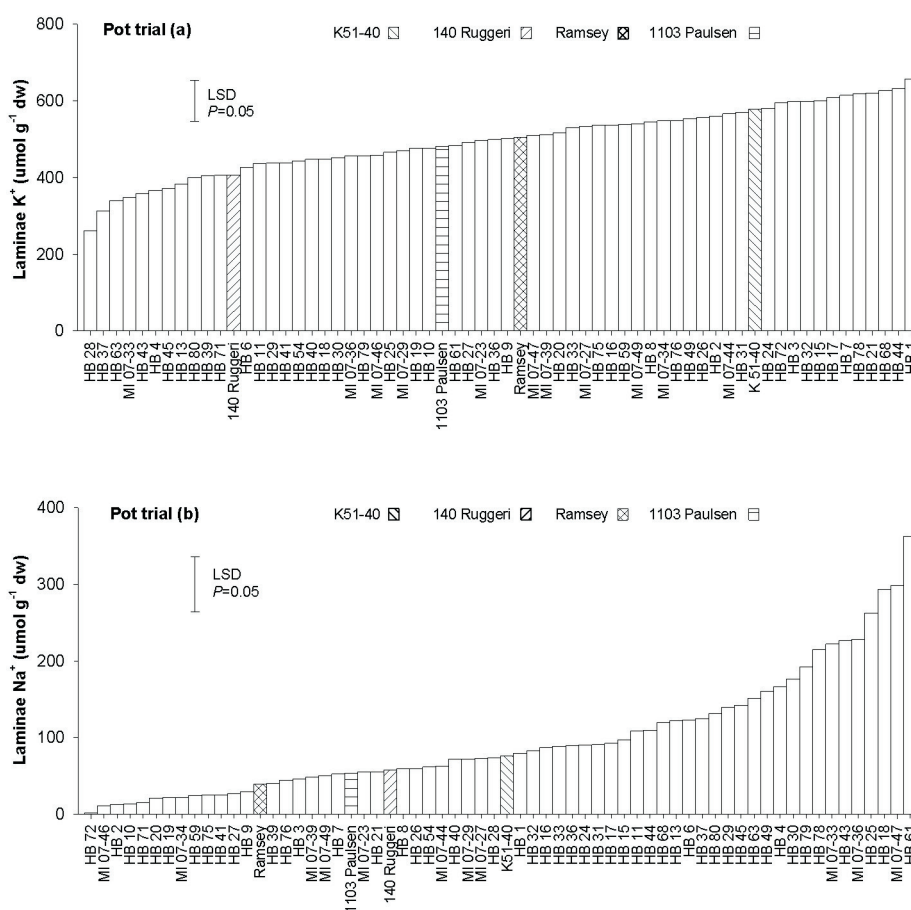 800
600
400
200
0
Laminae K⁺ (umol g⁻¹ dw)
Pot trial (a)
K51-40
140 Ruggeri
Ramsey
1103 Paulsen
LSD
P=0.05
HB 28
HB 37
HB 63
MI 07-33
HB 43
HB 4
HB 45
HB 13
HB 80
HB 39
HB 71
140 Ruggeri
HB 6
HB 11
HB 29
HB 41
HB 54
HB 40
HB 18
HB 30
MI 07-36
HB 79
MI 07-46
HB 25
MI 07-29
HB 19
HB 10
1103 Paulsen
HB 61
HB 27
MI 07-23
HB 36
HB 9
Ramsey
MI 07-47
MI 07-39
HB 20
HB 33
MI 07-27
HB 75
HB 16
HB 59
MI 07-49
HB 8
MI 07-34
HB 76
HB 49
HB 26
HB 2
MI 07-44
HB 31
K 51-40
HB 24
HB 72
HB 3
HB 32
HB 15
HB 17
HB 7
HB 78
HB 21
HB 68
HB 44
HB 1
400
300
200
100
0
Laminae Na⁺ (umol g⁻¹ dw)
Pot trial (b)
K51-40
140 Ruggeri
Ramsey
1103 Paulsen
LSD
P=0.05
HB 72
MI 07-46
HB 2
HB 10
HB 71
HB 20
HB 19
MI 07-34
HB 59
HB 75
HB 41
HB 27
HB 9
Ramsey
HB 39
HB 76
HB 3
MI 07-39
MI 07-49
HB 7
1103 Paulsen
MI 07-23
HB 21
140 Ruggeri
HB 8
HB 26
HB 54
MI 07-44
HB 40
MI 07-29
MI 07-27
HB 28
K51-40
HB 1
HB 32
HB 16
HB 33
HB 36
HB 24
HB 31
HB 17
HB 15
HB 11
HB 44
HB 68
HB 13
HB 6
HB 37
HB 80
HB 29
HB 45
HB 63
HB 49
HB 4
HB 30
HB 79
HB 78
MI 07-33
HB 43
MI 07-36
HB 25
HB 18
MI 07-47
HB 61